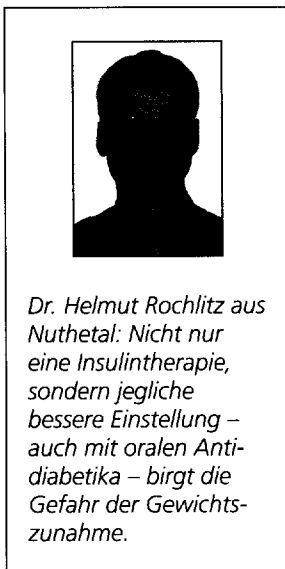 Dr. Helmut Rochlitz aus
Nuthetal: Nicht nur
eine Insulintherapie,
sondern jegliche
bessere Einstellung –
auch mit oralen Anti-
diabetika – birgt die
Gefahr der Gewichts-
zunahme.